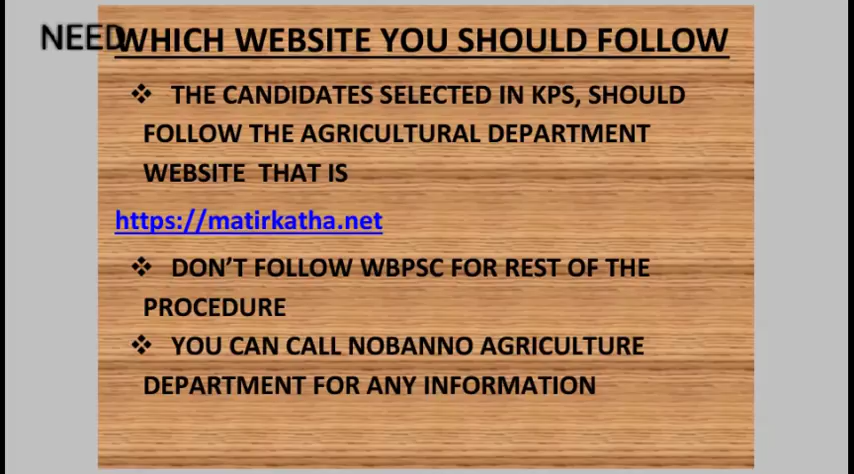 NEED
WHICH WEBSITE YOU SHOULD FOLLOW
❖ THE CANDIDATES SELECTED IN KPS, SHOULD
FOLLOW THE AGRICULTURAL DEPARTMENT
WEBSITE THAT IS
https://matirkatha.net
❖ DON'T FOLLOW WBPSC FOR REST OF THE
PROCEDURE
❖ YOU CAN CALL NOBANNO AGRICULTURE
DEPARTMENT FOR ANY INFORMATION